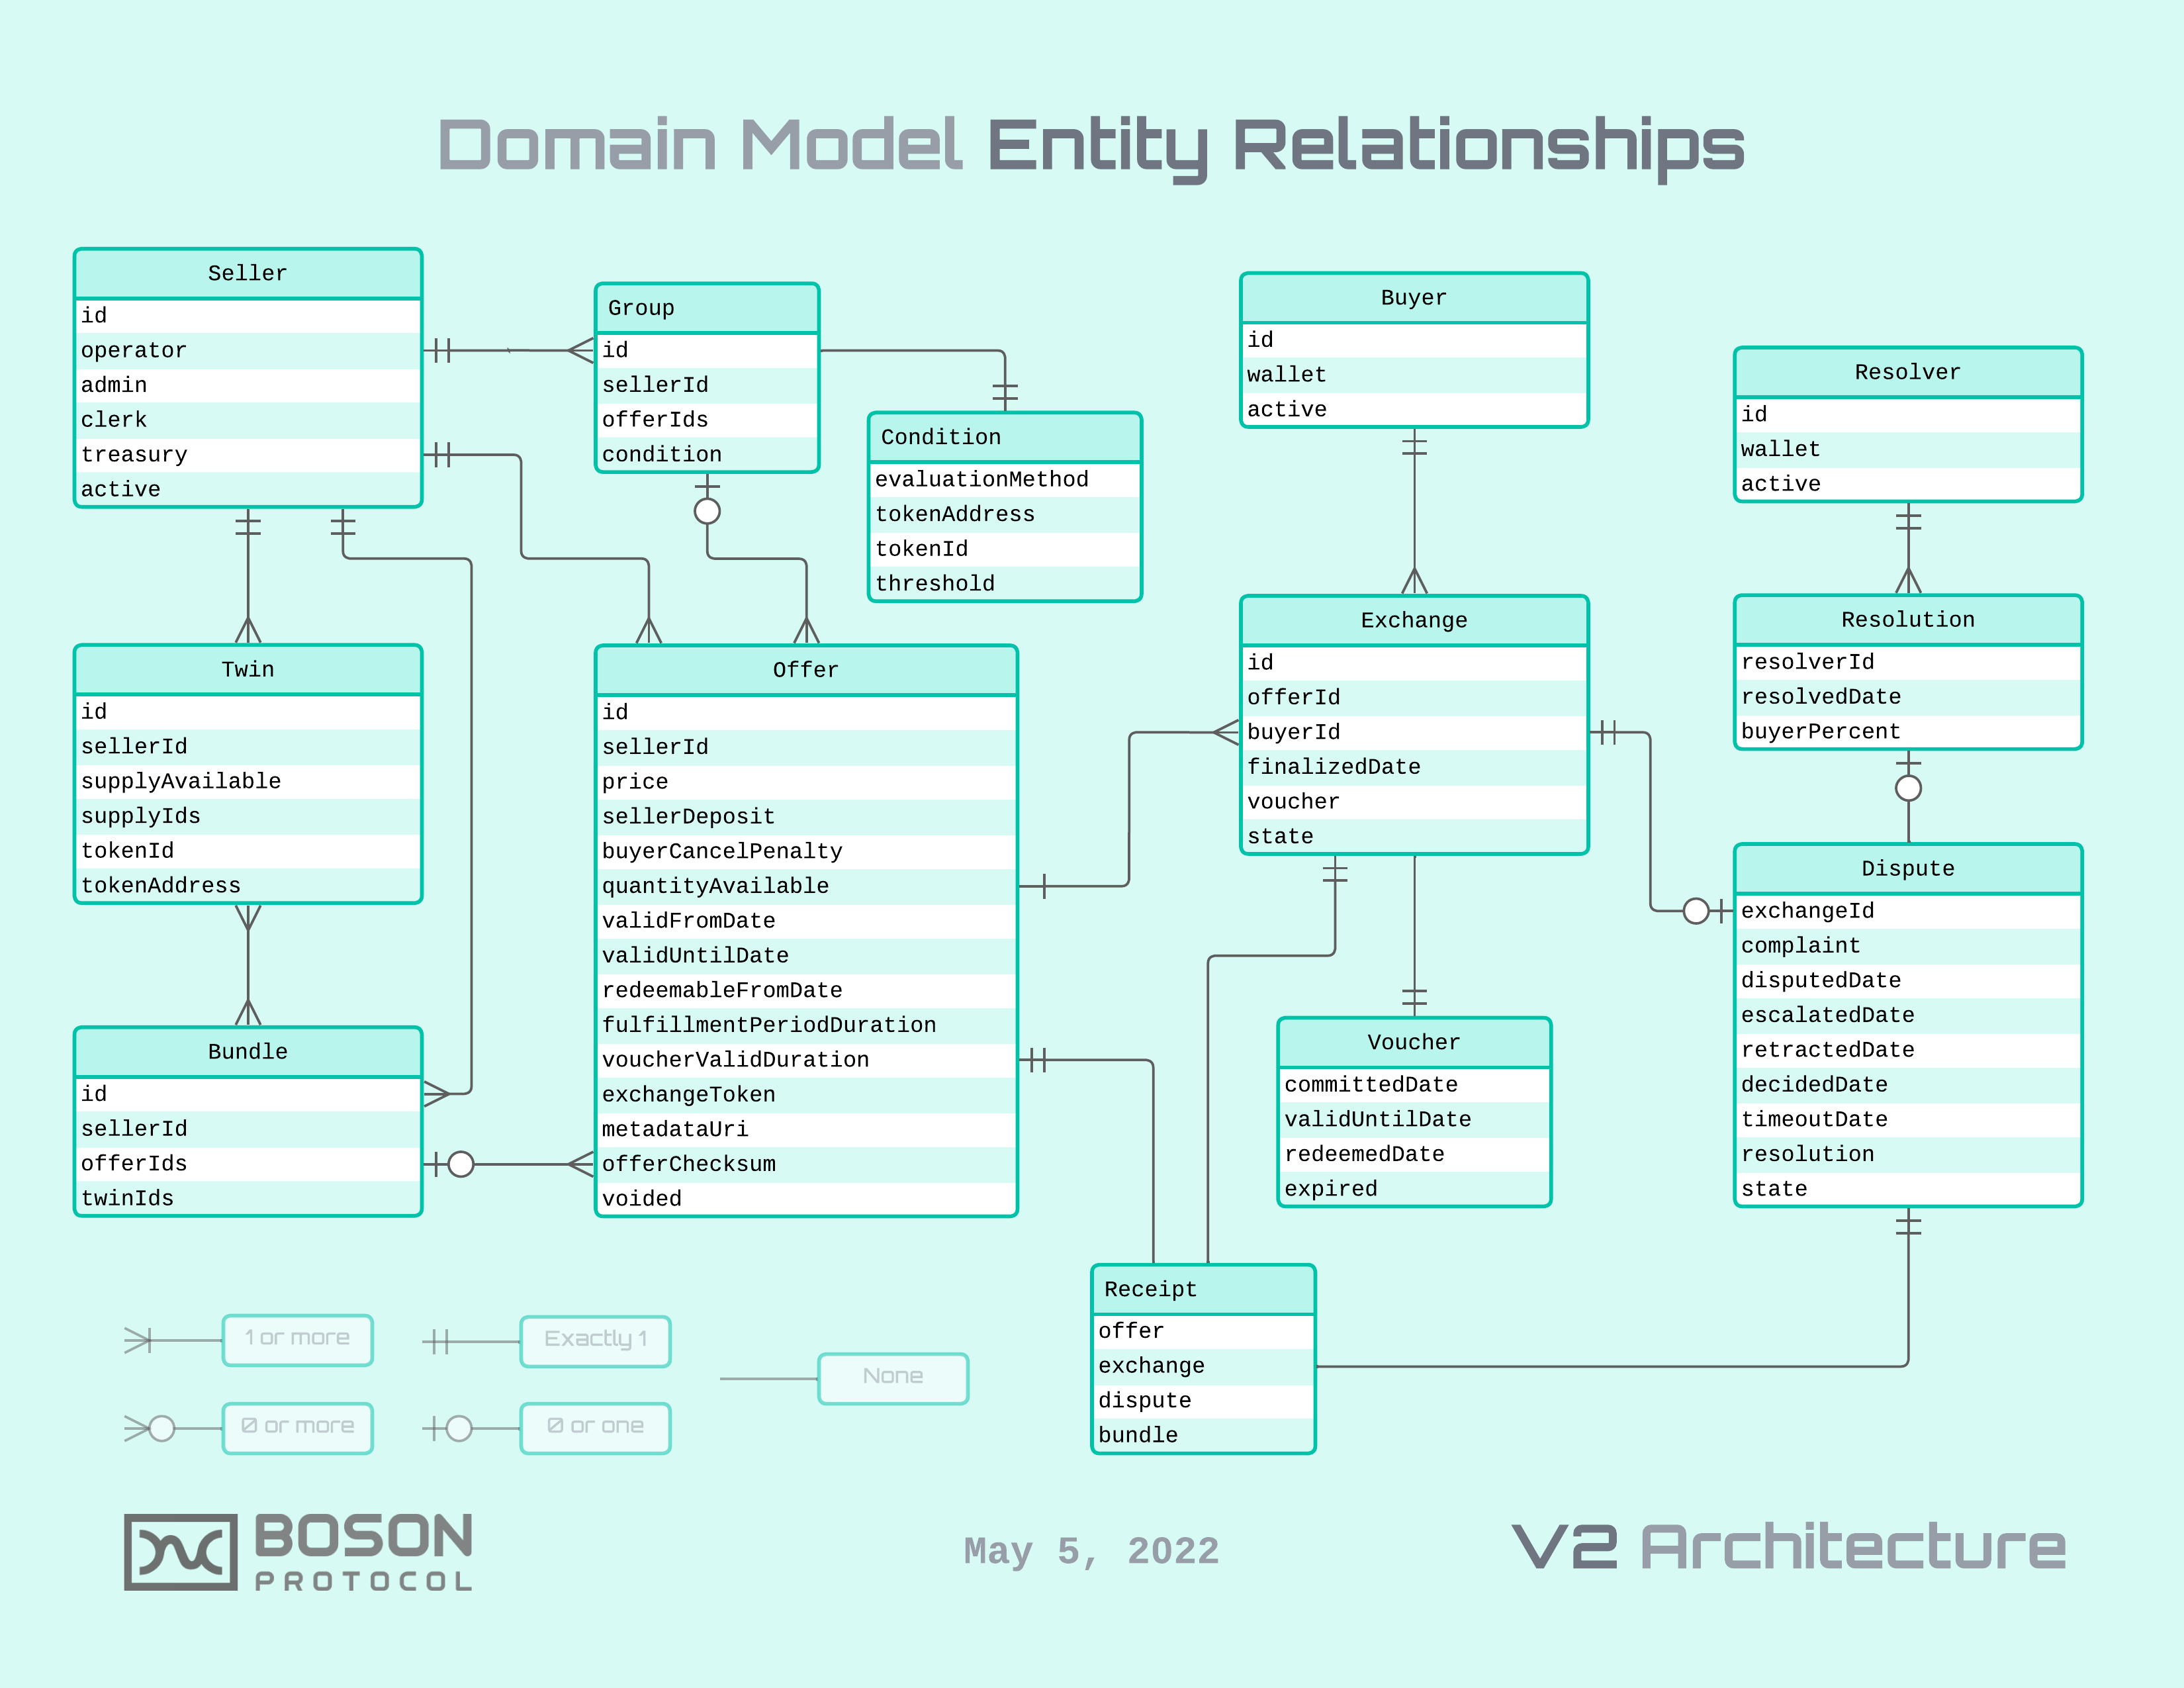 Domain Model Entity Relationships
Seller
id
operator
admin
clerk
treasury
active
Group
id
sellerId
offerIds
condition
Condition
evaluationMethod
tokenAddress
tokenId
threshold
Buyer
id
wallet
active
Resolver
id
wallet
active
Twin
id
sellerId
supplyAvailable
supplyIds
tokenId
tokenAddress
Offer
id
sellerId
price
sellerDeposit
buyerCancelPenalty
quantityAvailable
validFromDate
validUntilDate
redeemableFromDate
fulfillmentPeriodDuration
voucherValidDuration
exchangeToken
metadataUri
offerChecksum
voided
Exchange
id
offerId
buyerId
finalizedDate
voucher
state
Resolution
resolverId
resolvedDate
buyerPercent
Bundle
id
sellerId
offerIds
twinIds
Voucher
committedDate
validUntilDate
redeemedDate
expired
Dispute
exchangeId
complaint
disputedDate
escalatedDate
retractedDate
decidedDate
timeoutDate
resolution
state
Receipt
offer
exchange
dispute
bundle
1 or more
Exactly 1
None
0 or more
0 or one
BOSON
PROTOCOL
May 5, 2022
V2 Architecture